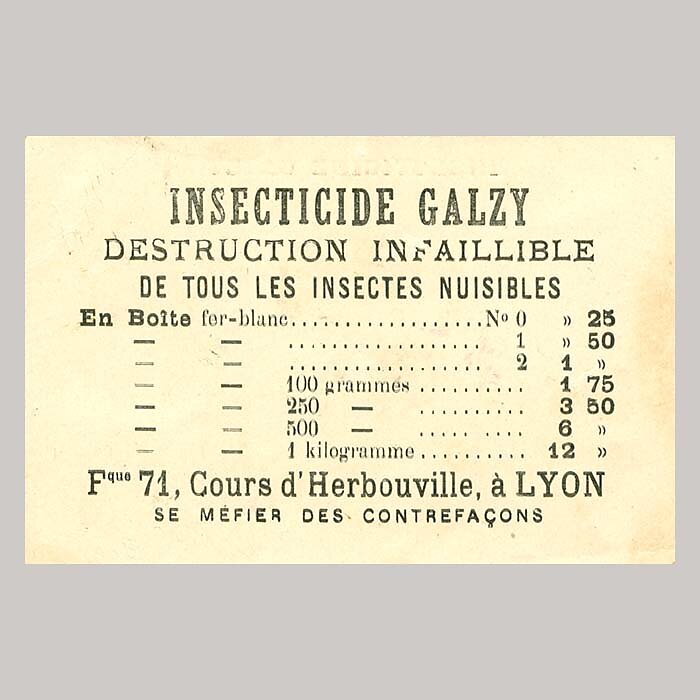 INSECTICIDE GALZY
DESTRUCTION INFAILLIBLE
DE TOUS LES INSECTES NUISIBLES
En Boîte fer-blanc..................Nº 0 » 25
— — .................. 1 » 50
— — .................. 2 1 »
— — 100 grammes .......... 1 75
— — 250 — .......... 3 50
— — 500 — ..... .... 6 »
— — 1 kilogramme.......... 12 »
Fque 71, Cours d'Herbouville, à LYON
SE MÉFIER DES CONTREFAÇONS